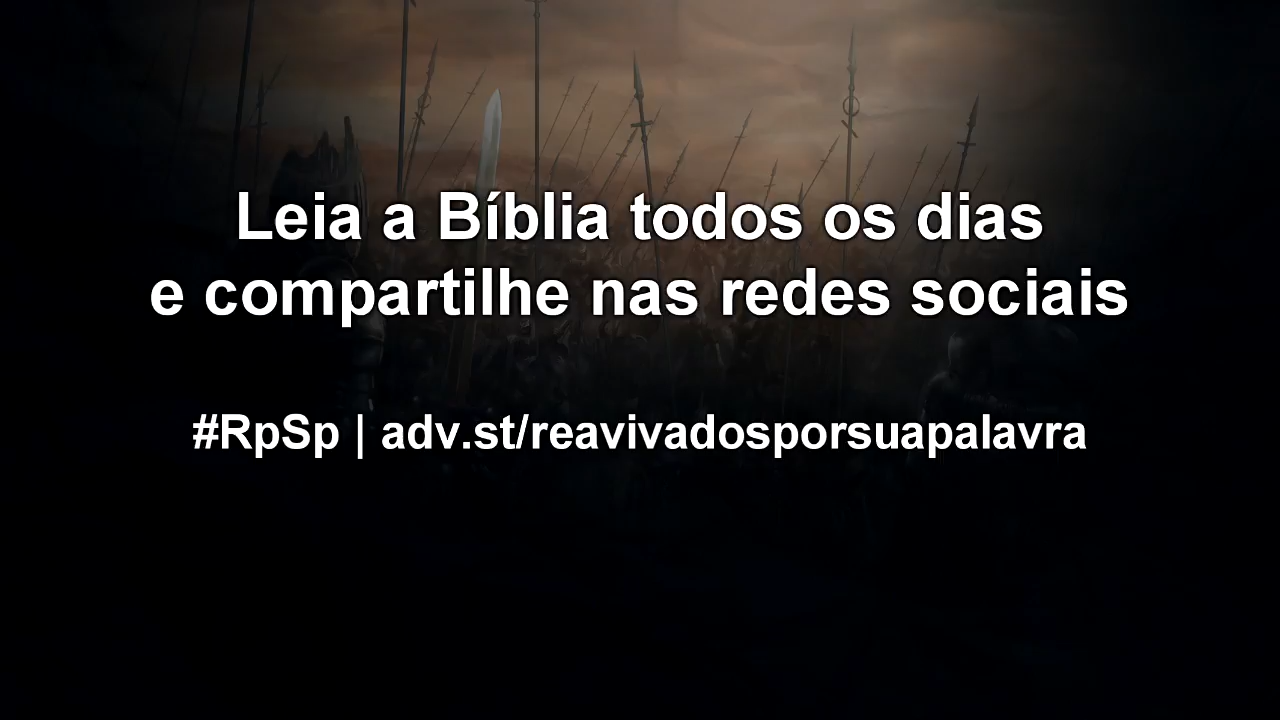 Leia a Bíblia todos os dias
e compartilhe nas redes sociais
#RpSp | adv.st/reavivadosporsuapalavra